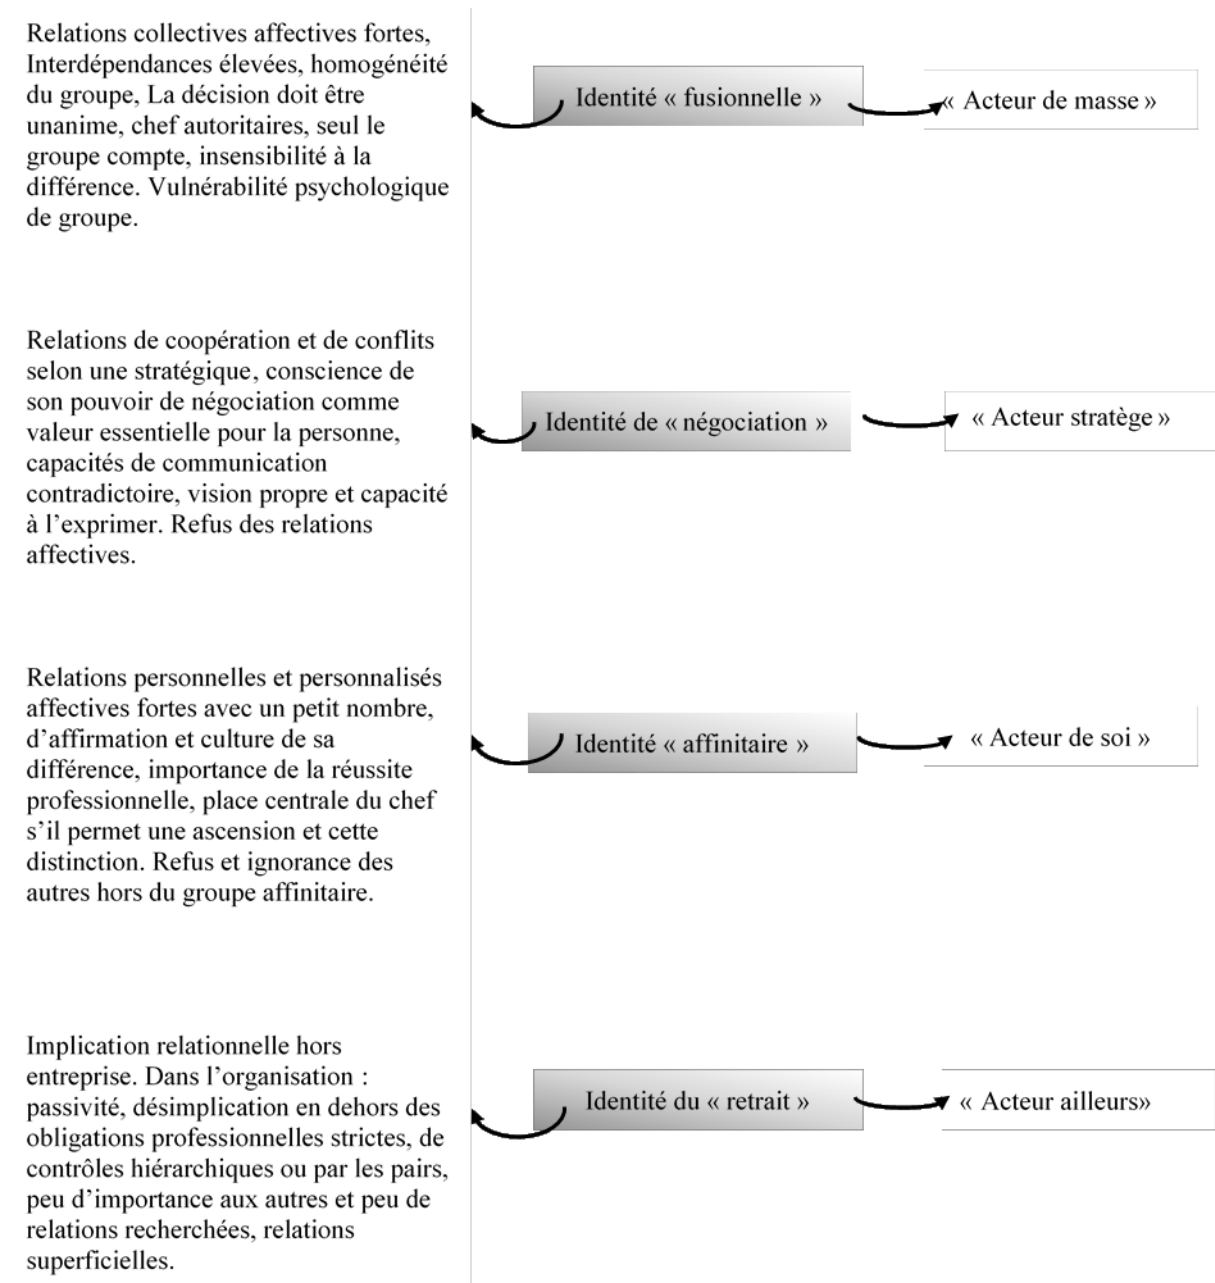 Relations collectives affectives fortes,
Interdépendances élevées, homogénéité
du groupe, La décision doit être
unanime, chef autoritaires, seul le
groupe compte, insensibilité à la
différence. Vulnérabilité psychologique
de groupe.
Identité « fusionnelle »
« Acteur de masse »
Relations de coopération et de conflits
selon une stratégique, conscience de
son pouvoir de négociation comme
valeur essentielle pour la personne,
capacités de communication
contradictoire, vision propre et capacité
à l’exprimer. Refus des relations
affectives.
Identité de « négociation »
« Acteur stratège »
Relations personnelles et personnalisés
affectives fortes avec un petit nombre,
d’affirmation et culture de sa
différence, importance de la réussite
professionnelle, place centrale du chef
s’il permet une ascension et cette
distinction. Refus et ignorance des
autres hors du groupe affinitaire.
Identité « affinitaire »
« Acteur de soi »
Implication relationnelle hors
entreprise. Dans l’organisation :
passivité, désimplication en dehors des
obligations professionnelles strictes, de
contrôles hiérarchiques ou par les pairs,
peu d’importance aux autres et peu de
relations recherchées, relations
superficielles.
Identité du « retrait »
« Acteur ailleurs»